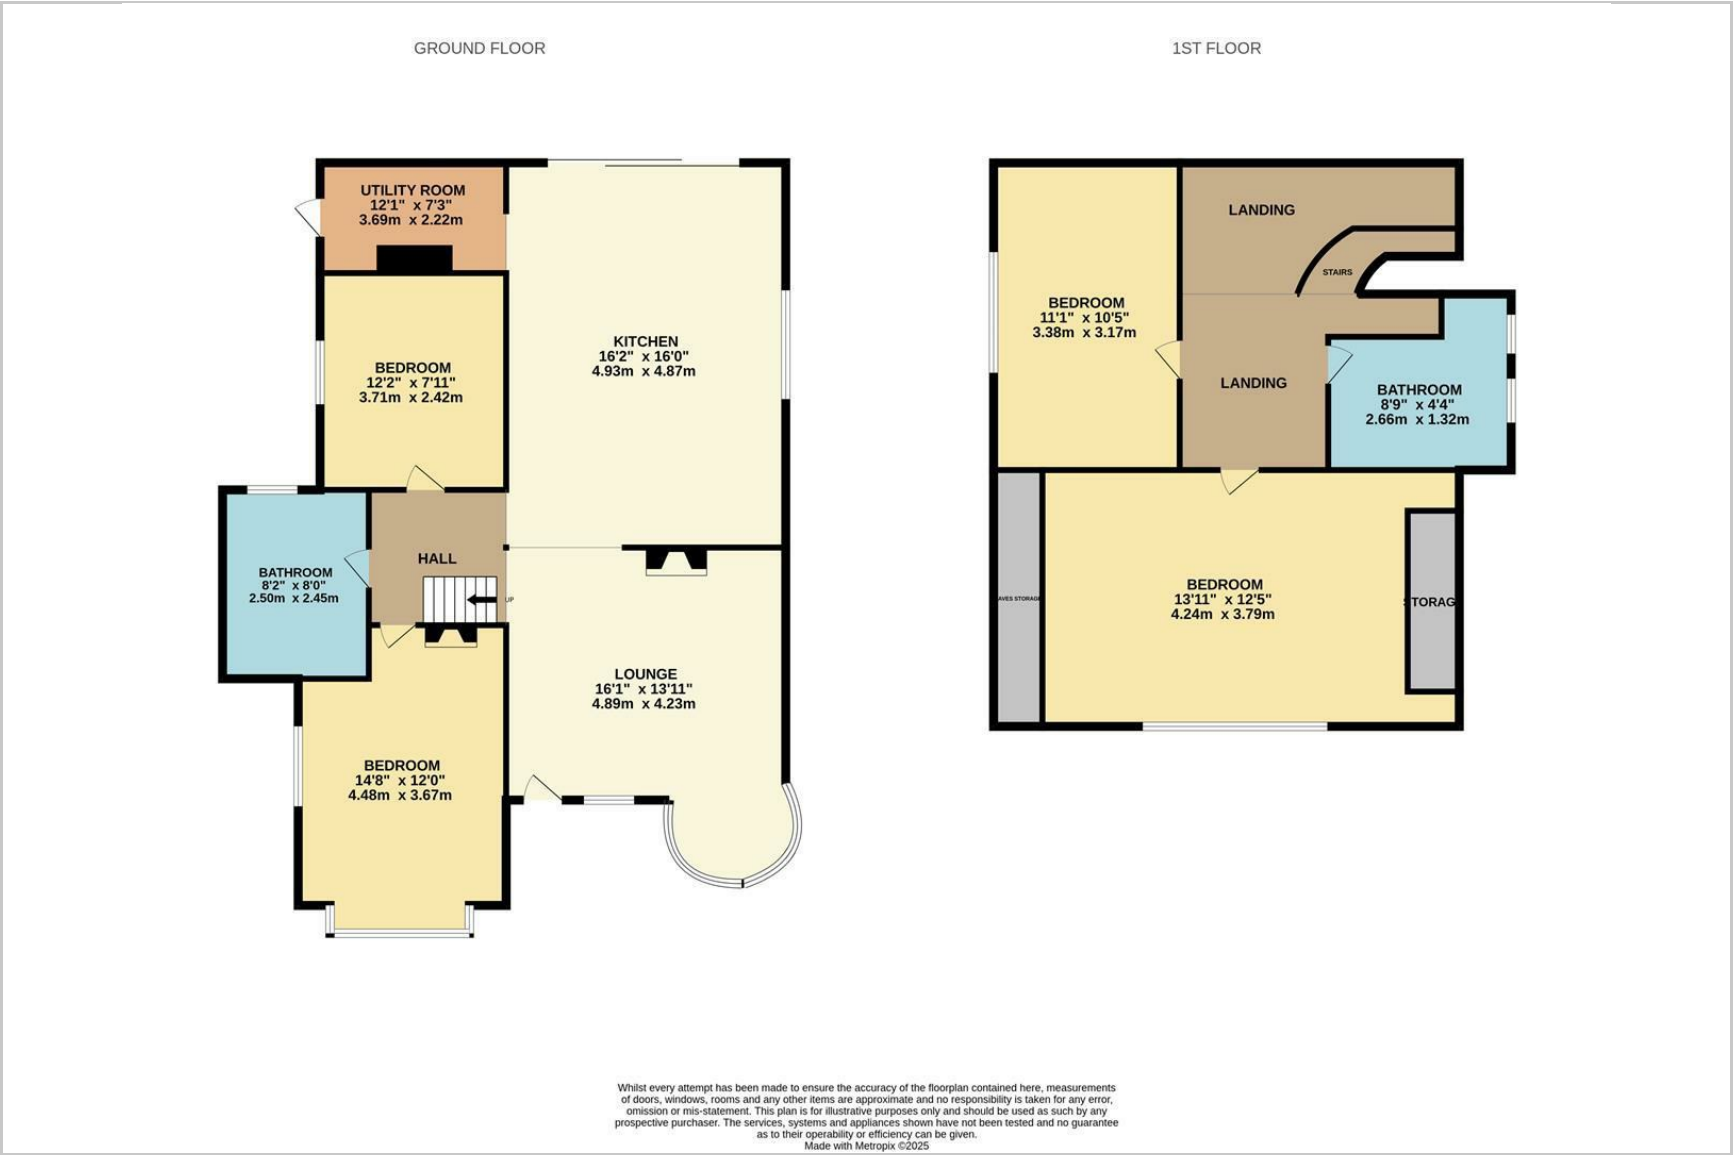 GROUND FLOOR
1ST FLOOR
UTILITY ROOM
12'1" x 7'3"
3.69m x 2.22m
BEDROOM
12'2" x 7'11"
3.71m x 2.42m
KITCHEN
16'2" x 16'0"
4.93m x 4.87m
HALL
UP
BATHROOM
8'2" x 8'0"
2.50m x 2.45m
LOUNGE
16'1" x 13'11"
4.89m x 4.23m
BEDROOM
14'8" x 12'0"
4.48m x 3.67m
LANDING
STAIRS
BEDROOM
11'1" x 10'5"
3.38m x 3.17m
LANDING
BATHROOM
8'9" x 4'4"
2.66m x 1.32m
AVES STORAGE
BEDROOM
13'11" x 12'5"
4.24m x 3.79m
STORAG
Whilst every attempt has been made to ensure the accuracy of the floorplan contained here, measurements
of doors, windows, rooms and any other items are approximate and no responsibility is taken for any error,
omission or mis-statement. This plan is for illustrative purposes only and should be used as such by any
prospective purchaser. The services, systems and appliances shown have not been tested and no guarantee
as to their operability or efficiency can be given.
Made with Metropix ©2025